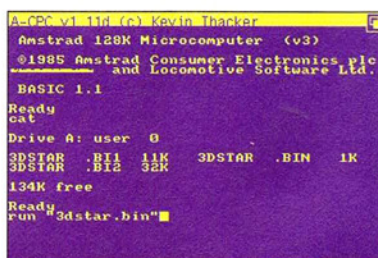 A-CPC v1.11d (c) Kevin Thacker
Amstrad 128K Microcomputer (v3)
©1985 Amstrad Consumer Electronics plc
and Locomotive Software Ltd.
BASIC 1.1
Ready
cat
Drive A: user 0
3DSTAR .BI1 11K 3DSTAR .BIN 1K
3DSTAR .BI2 32K
134K free
Ready
run "3dstar.bin"